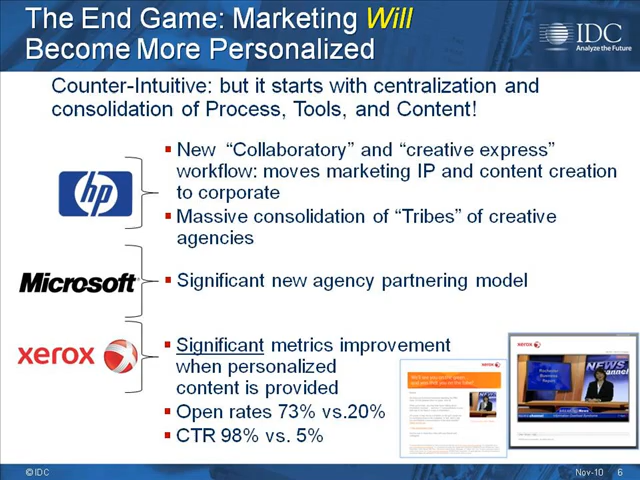 The End Game: Marketing Will
Become More Personalized
IDC
Analyze the Future
Counter-Intuitive: but it starts with centralization and
consolidation of Process, Tools, and Content!
hp
New “Collaboratory” and “creative express”
workflow: moves marketing IP and content creation
to corporate
Massive consolidation of “Tribes” of creative
agencies
Microsoft
Significant new agency partnering model
xerox
Significant metrics improvement
when personalized
content is provided
Open rates 73% vs.20%
CTR 98% vs. 5%
xerox
NEWS
© IDC
Nov-10 6